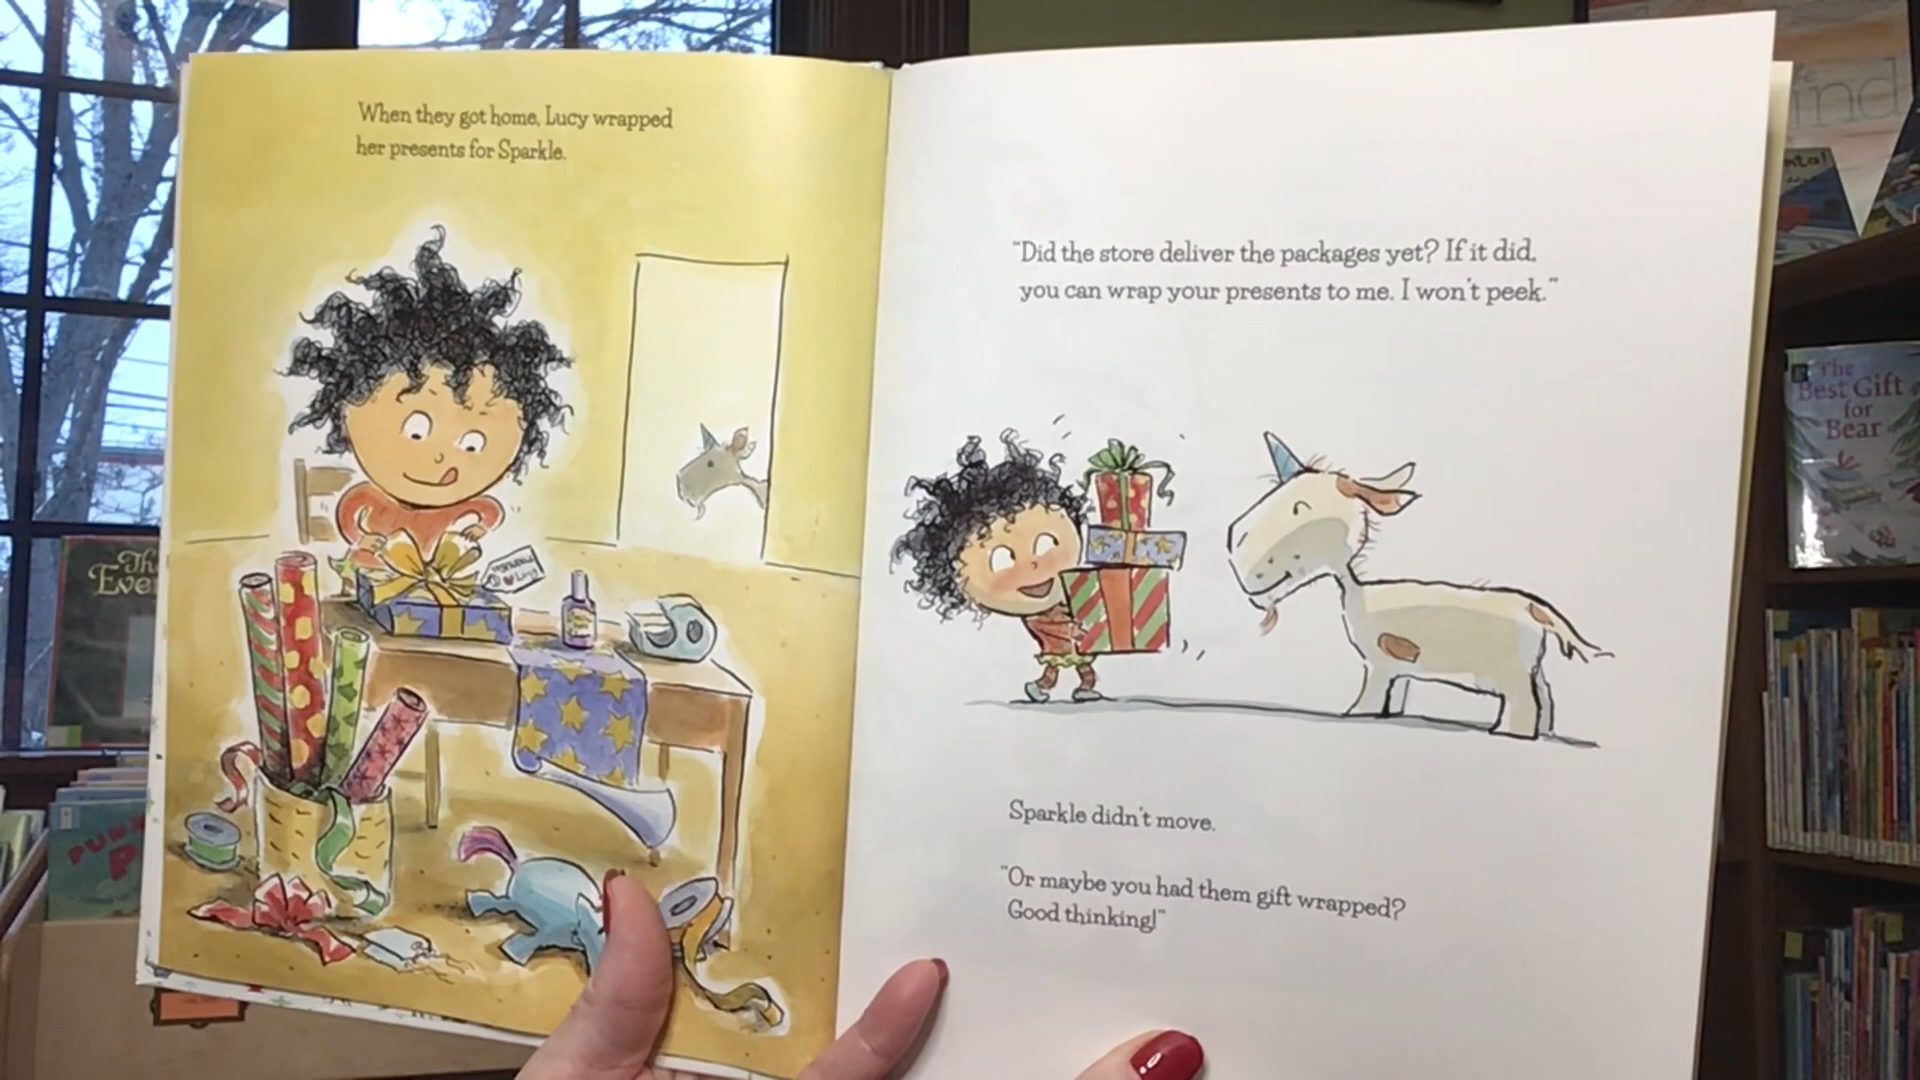 When they got home, Lucy wrapped
her presents for Sparkle.
"Did the store deliver the packages yet? If it did,
you can wrap your presents to me. I won't peek."
Sparkle didn't move.
"Or maybe you had them gift wrapped?
Good thinking!"
The
Best Gift
for
Bear